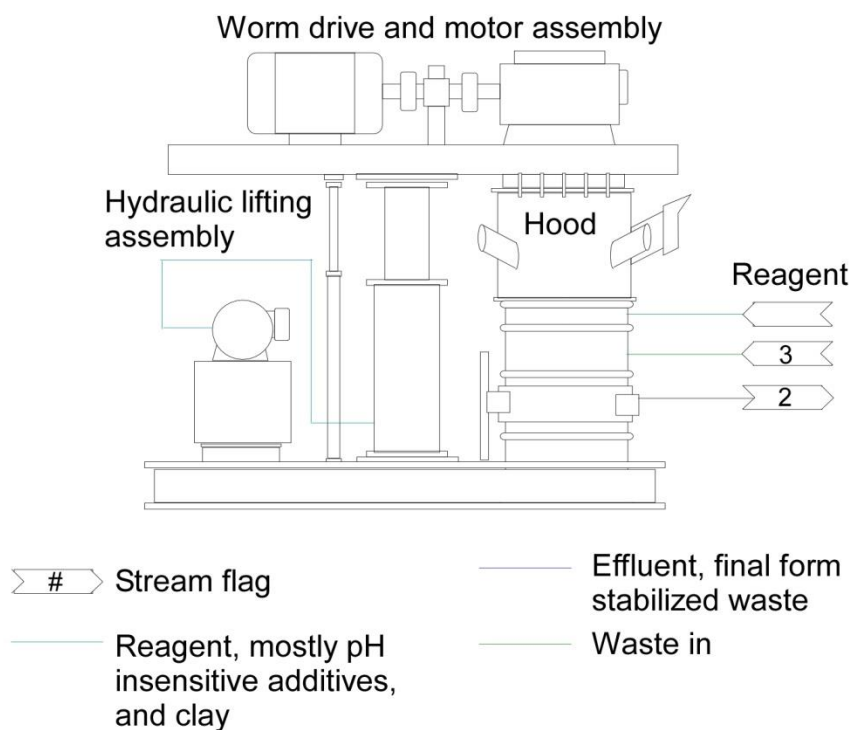 Worm drive and motor assembly
Hydraulic lifting
assembly
Hood
Reagent
3
2
# Stream flag
Reagent, mostly pH
insensitive additives,
and clay
Effluent, final form
stabilized waste
Waste in